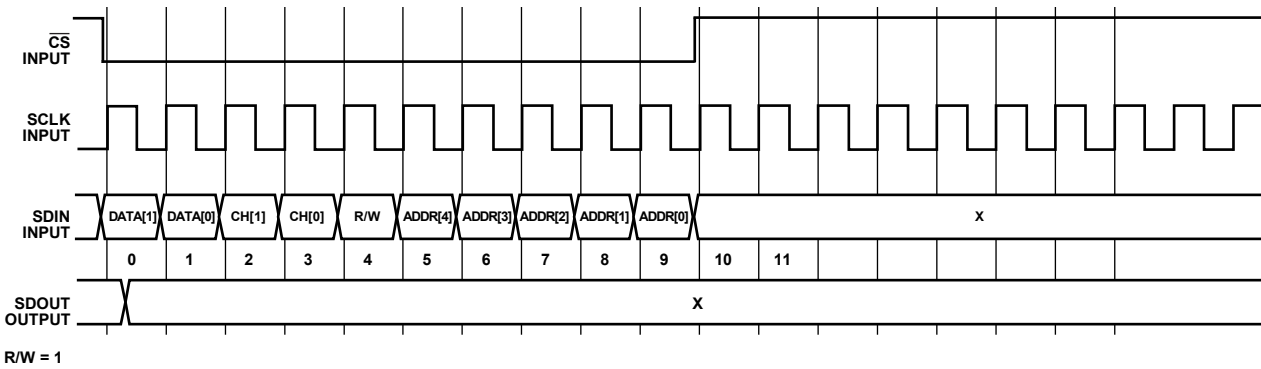 CS
INPUT
SCLK
INPUT
SDIN
INPUT
DATA[1] DATA[0] CH[1] CH[0] R/W ADDR[4] ADDR[3] ADDR[2] ADDR[1] ADDR[0] X
0 1 2 3 4 5 6 7 8 9 10 11
SDOUT
OUTPUT
X
R/W = 1